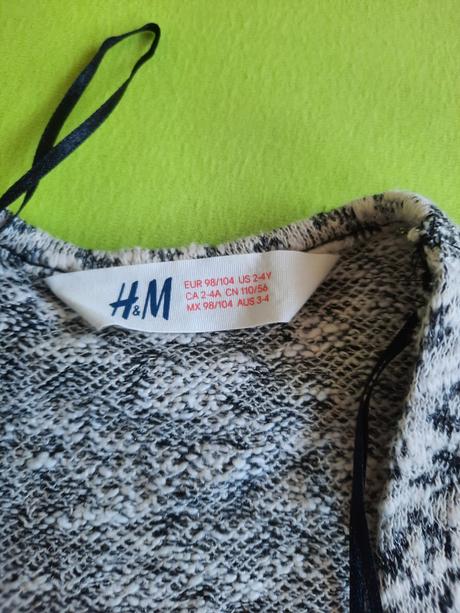 H&M
EUR 98/104 US 2-4Y
CA 2-4A CN 110/56
MX 98/104 AUS 3-4